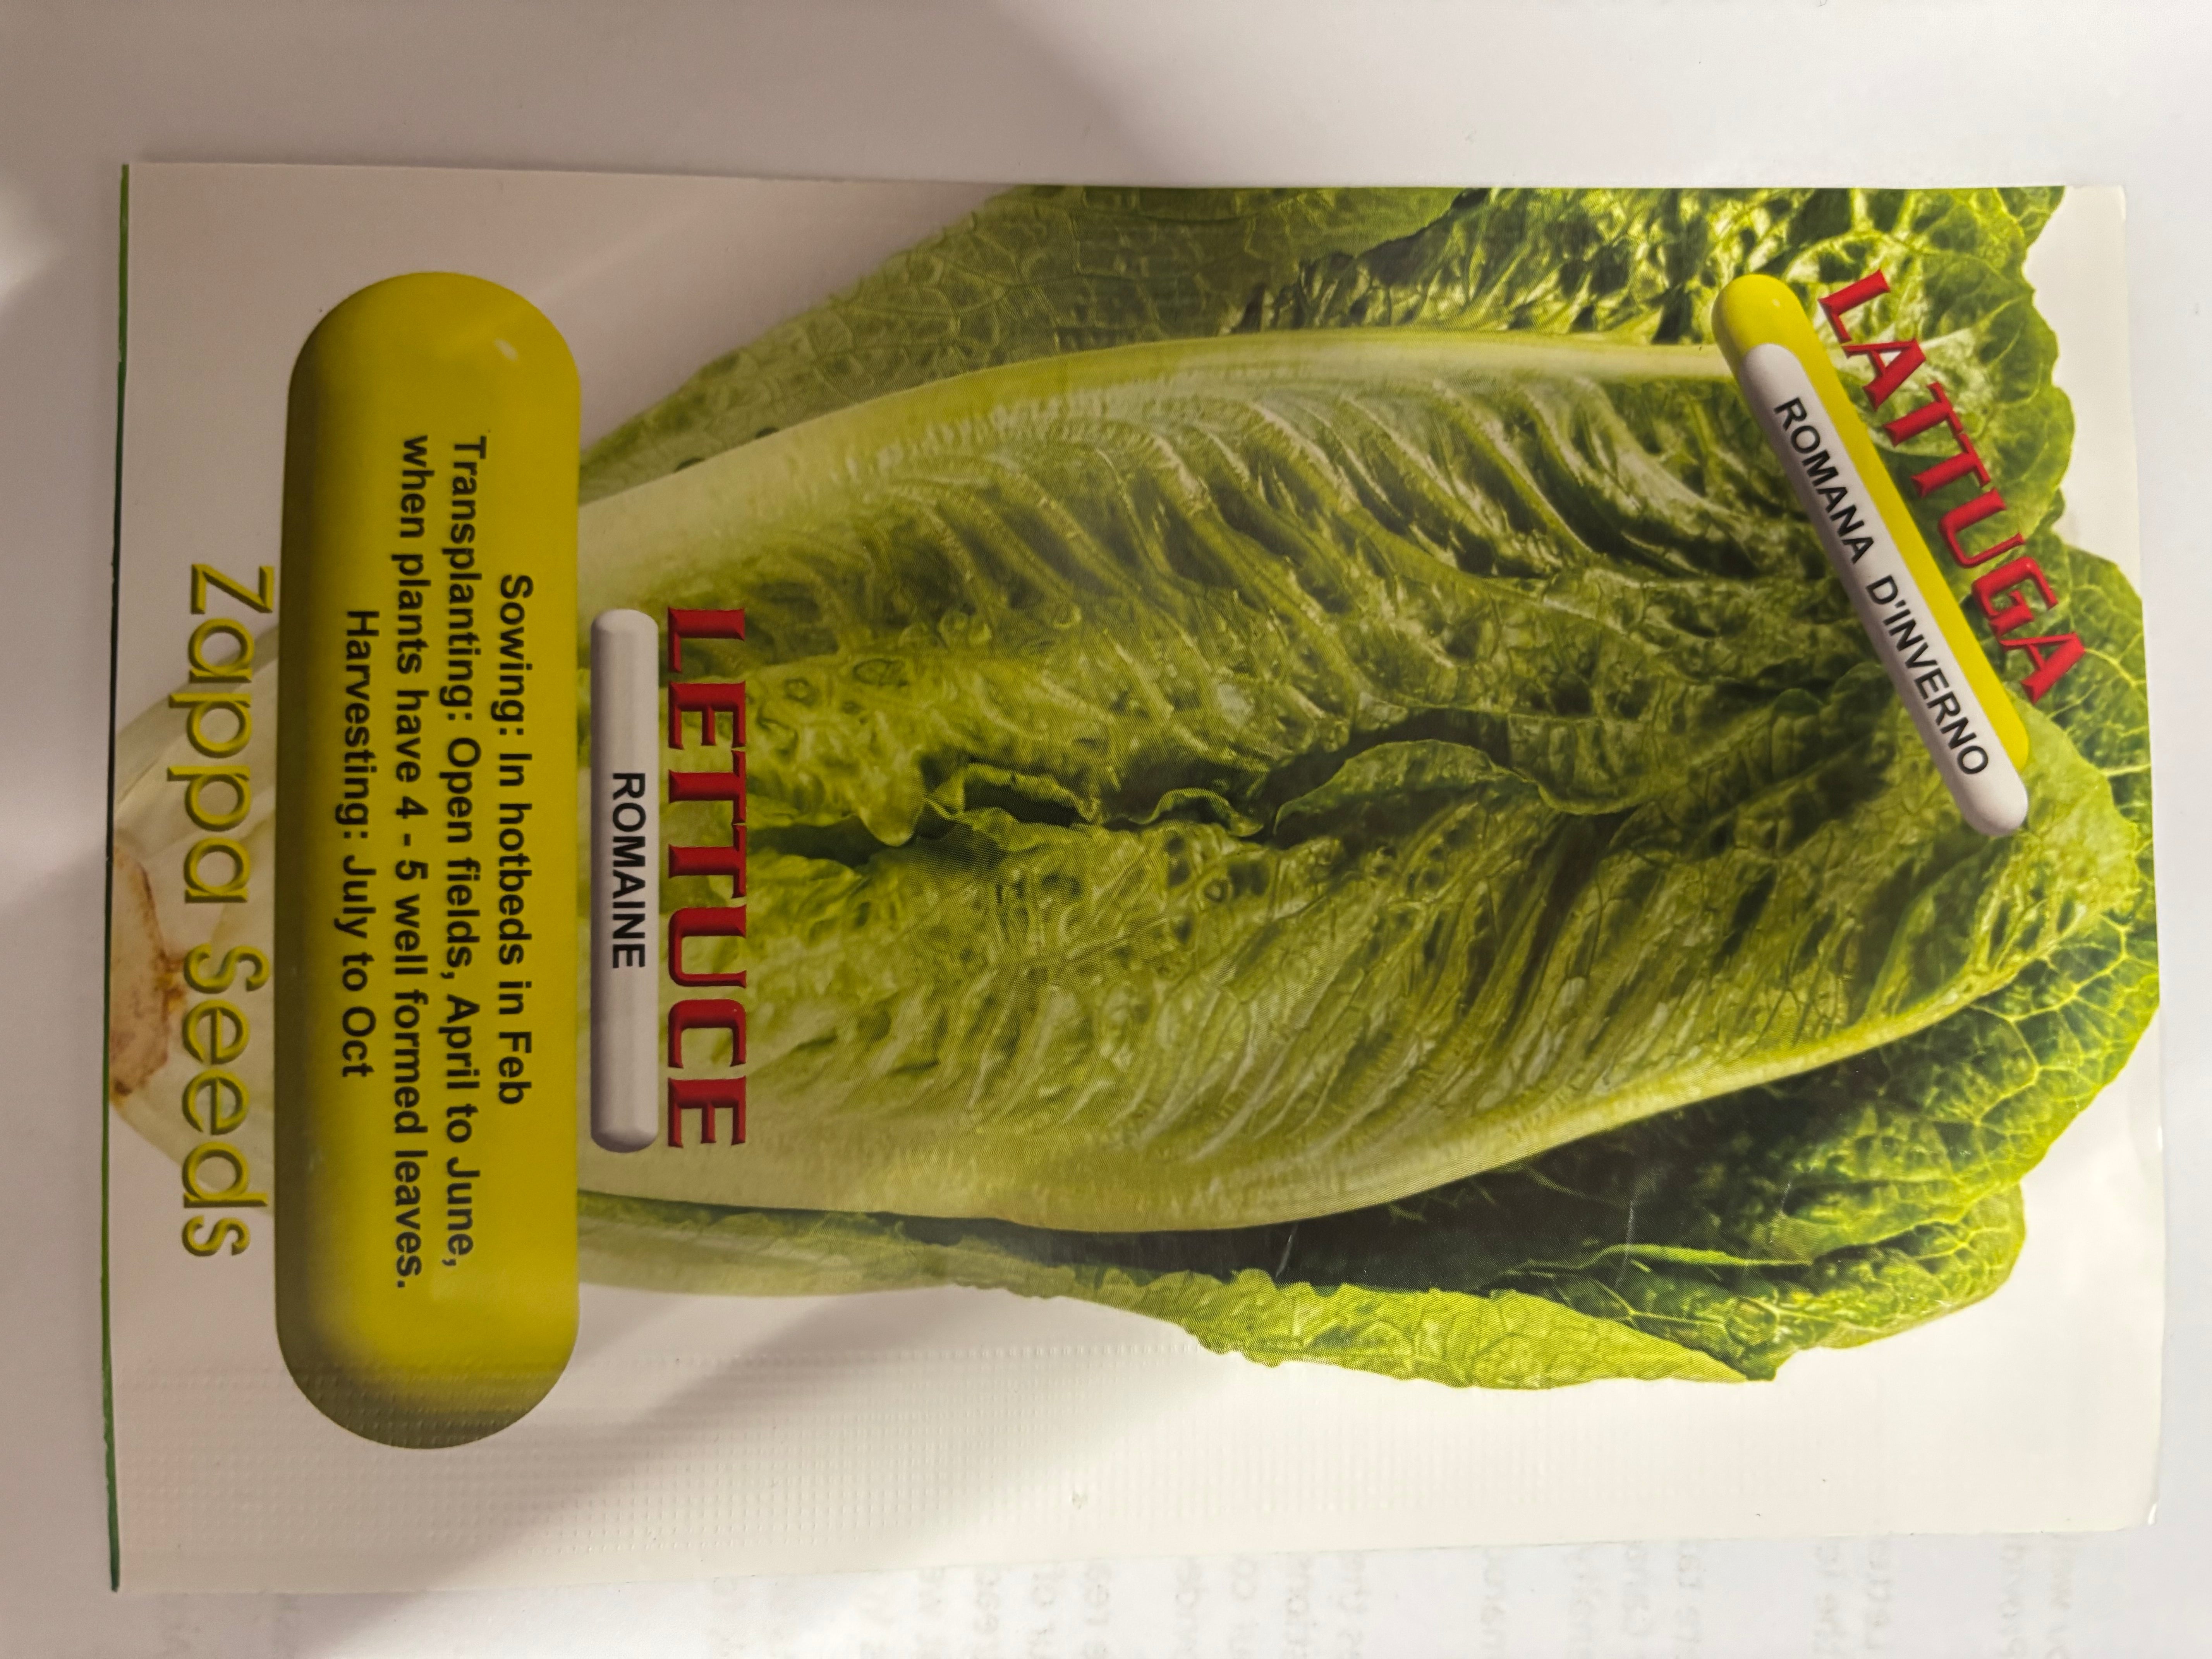 LATTUGA
ROMANA D'INVERNO
LETTUCE
ROMAINE
Sowing: In hotbeds in Feb
Transplanting: Open fields, April to June,
when plants have 4 - 5 well formed leaves.
Harvesting: July to Oct
Zappa Seeds